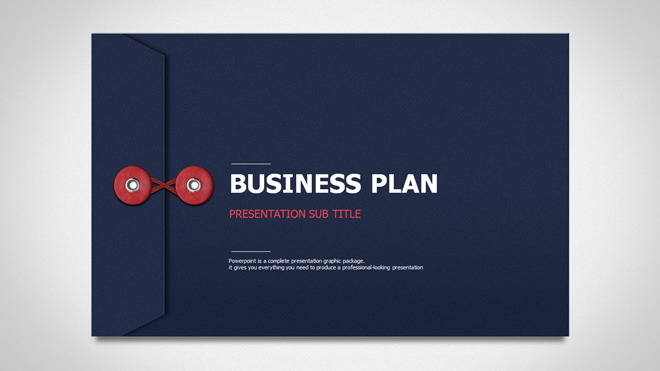 BUSINESS PLAN
PRESENTATION SUB TITLE
Powerpoint is a complete presentation graphic package.
it gives you everything you need to produce a professional-looking presentation